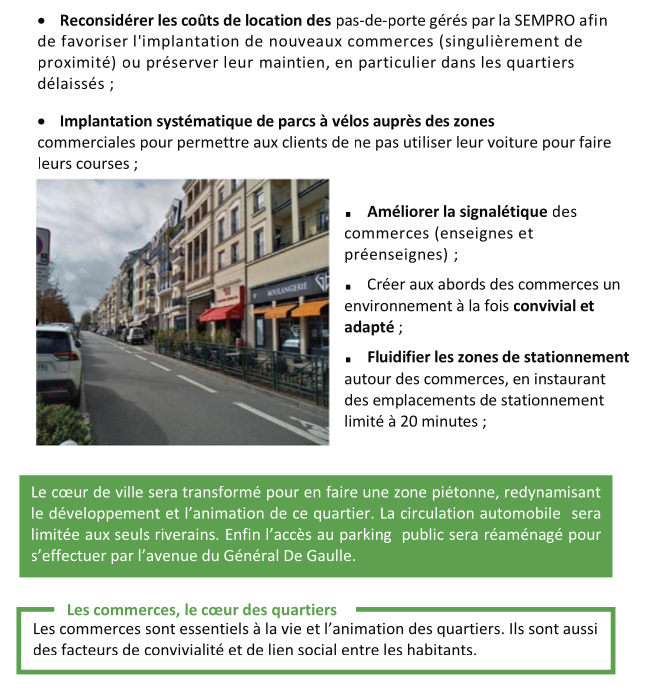 • Reconsidérer les coûts de location des pas-de-porte gérés par la SEMPRO afin
de favoriser l'implantation de nouveaux commerces (singulièrement de
proximité) ou préserver leur maintien, en particulier dans les quartiers
délaissés ;
• Implantation systématique de parcs à vélos auprès des zones
commerciales pour permettre aux clients de ne pas utiliser leur voiture pour faire
leurs courses ;
BOULANGERIE
▪ Améliorer la signalétique des
commerces (enseignes et
préenseignes) ;
▪ Créer aux abords des commerces un
environnement à la fois convivial et
adapté ;
▪ Fluidifier les zones de stationnement
autour des commerces, en instaurant
des emplacements de stationnement
limité à 20 minutes ;
Le cœur de ville sera transformé pour en faire une zone piétonne, redynamisant
le développement et l’animation de ce quartier. La circulation automobile sera
limitée aux seuls riverains. Enfin l’accès au parking public sera réaménagé pour
s’effectuer par l’avenue du Général De Gaulle.
Les commerces, le cœur des quartiers
Les commerces sont essentiels à la vie et l’animation des quartiers. Ils sont aussi
des facteurs de convivialité et de lien social entre les habitants.